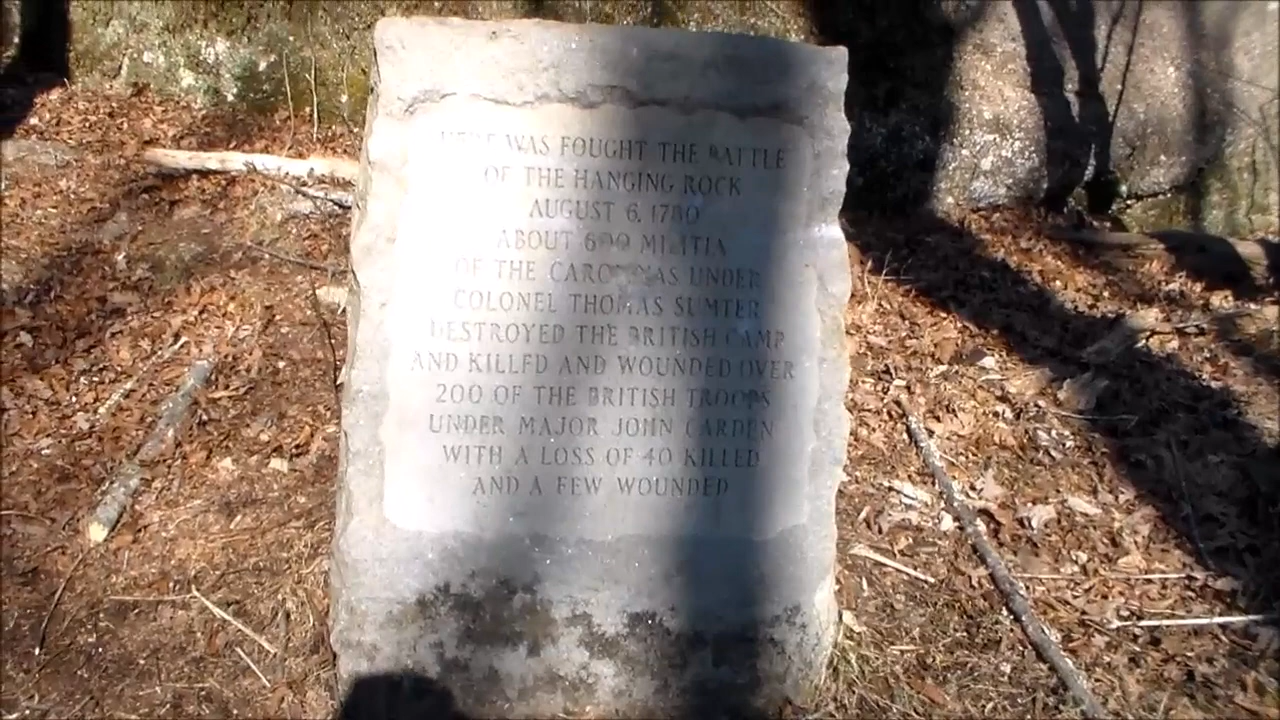 HERE WAS FOUGHT THE BATTLE
OF THE HANGING ROCK
AUGUST 6, 1780
ABOUT 600 MILITIA
OF THE CAROLINAS UNDER
COLONEL THOMAS SUMTER
DESTROYED THE BRITISH CAMP
AND KILLED AND WOUNDED OVER
200 OF THE BRITISH TROOPS
UNDER MAJOR JOHN CARDEN
WITH A LOSS OF 40 KILLED
AND A FEW WOUNDED